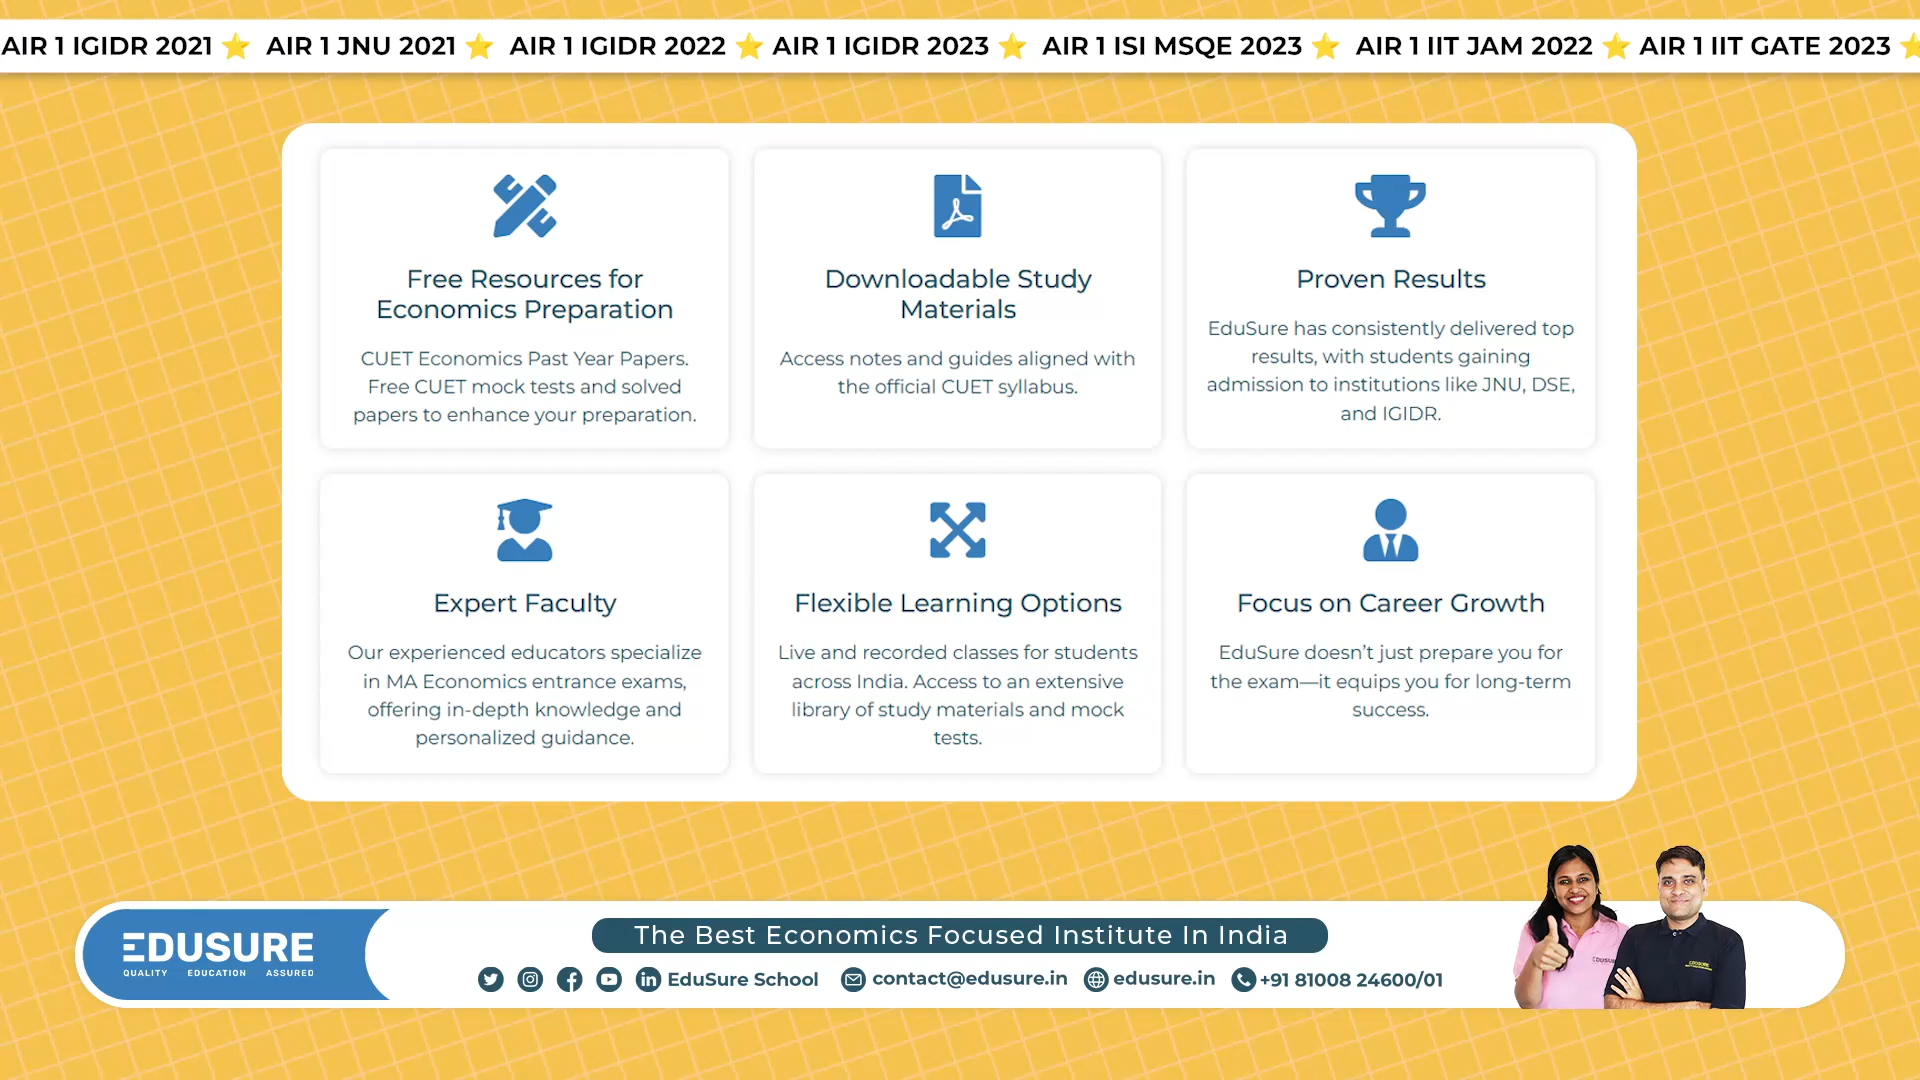 AIR 1 IGIDR 2021 ⭐ AIR 1 JNU 2021 ⭐ AIR 1 IGIDR 2022 ⭐ AIR 1 IGIDR 2023 ⭐ AIR 1 ISI MSQE 2023 ⭐ AIR 1 IIT JAM 2022 ⭐ AIR 1 IIT GATE 2023 ⭐
Free Resources for
Economics Preparation
CUET Economics Past Year Papers.
Free CUET mock tests and solved
papers to enhance your preparation.
Downloadable Study
Materials
Access notes and guides aligned with
the official CUET syllabus.
Proven Results
EduSure has consistently delivered top
results, with students gaining
admission to institutions like JNU, DSE,
and IGIDR.
Expert Faculty
Our experienced educators specialize
in MA Economics entrance exams,
offering in-depth knowledge and
personalized guidance.
Flexible Learning Options
Live and recorded classes for students
across India. Access to an extensive
library of study materials and mock
tests.
Focus on Career Growth
EduSure doesn’t just prepare you for
the exam—it equips you for long-term
success.
EDUSURE
QUALITY EDUCATION ASSURED
The Best Economics Focused Institute In India
EduSure School contact@edusure.in edusure.in +91 81008 24600/01
EDUSURE
EDUSURE